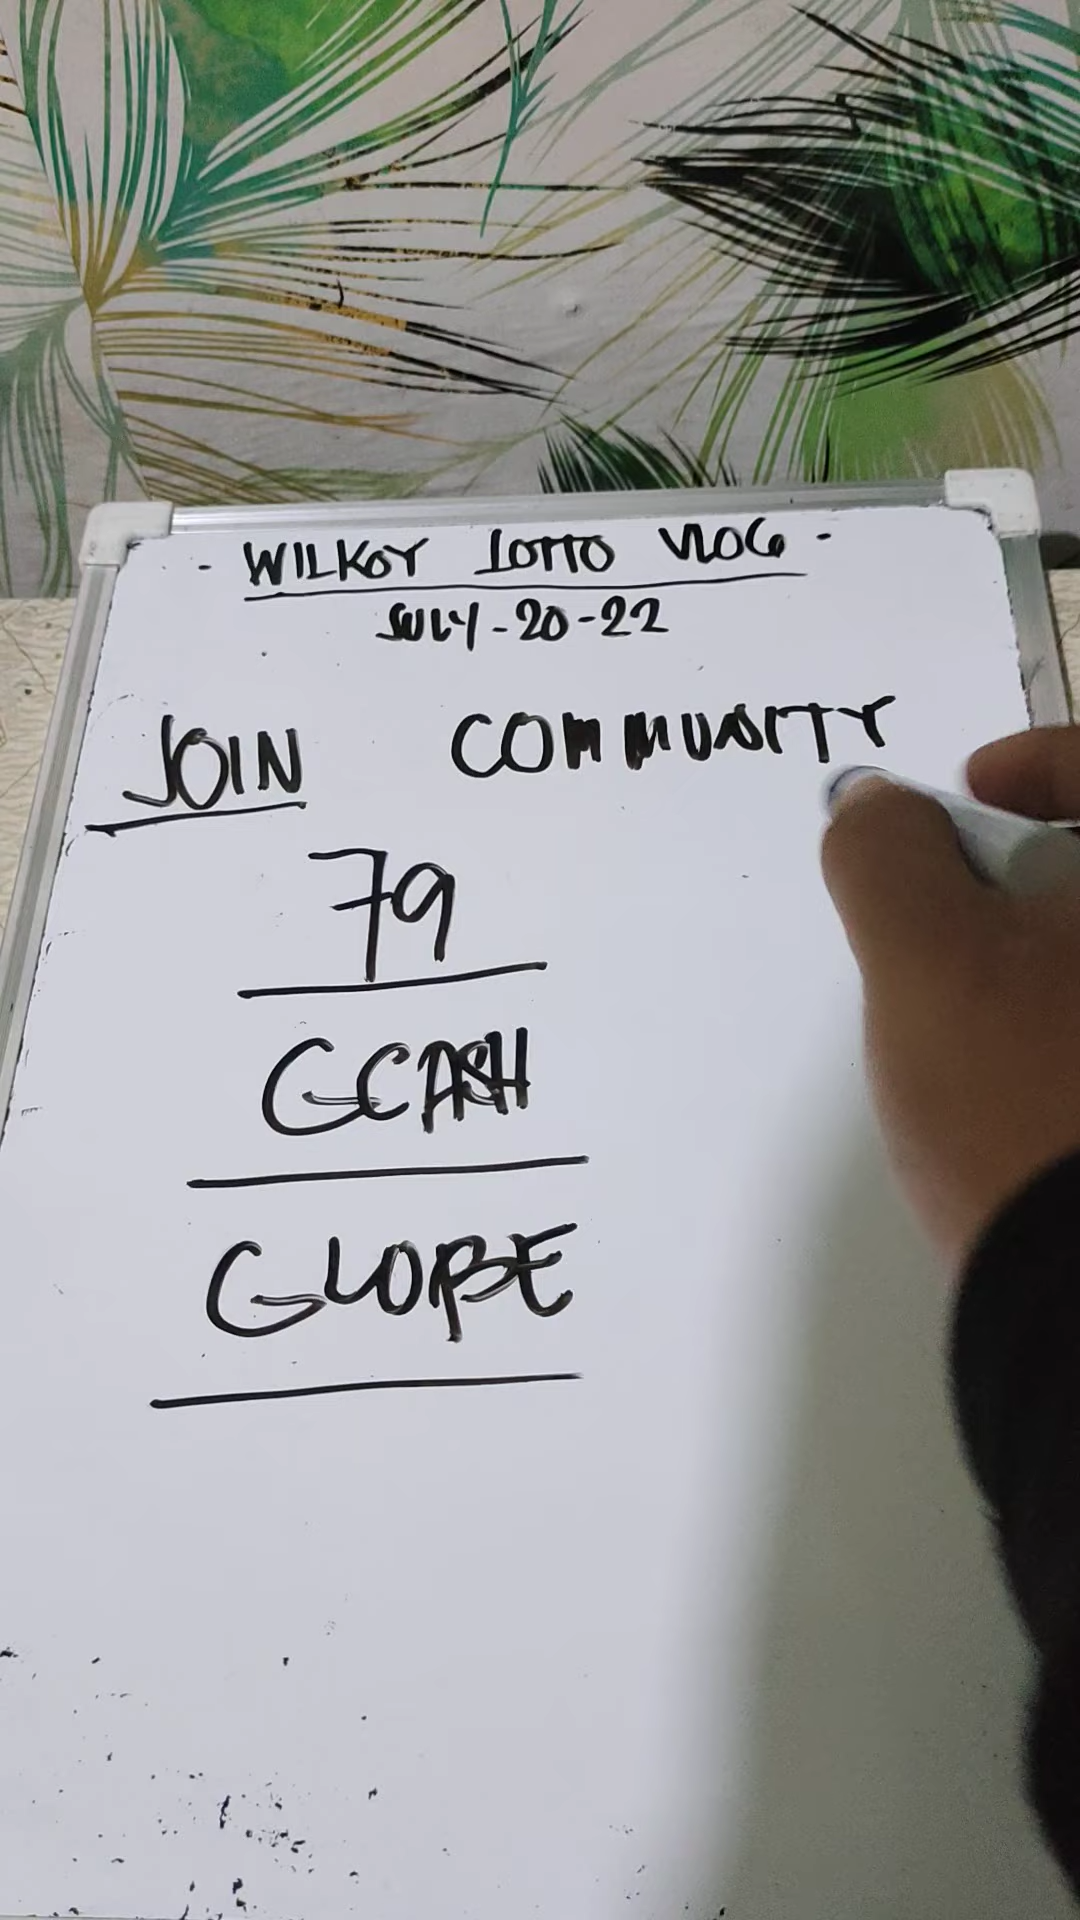 - WILKOY LOTTO VLOG -
JULY-20-22
JOIN COMMUNITY
79
GCASH
GLOBE